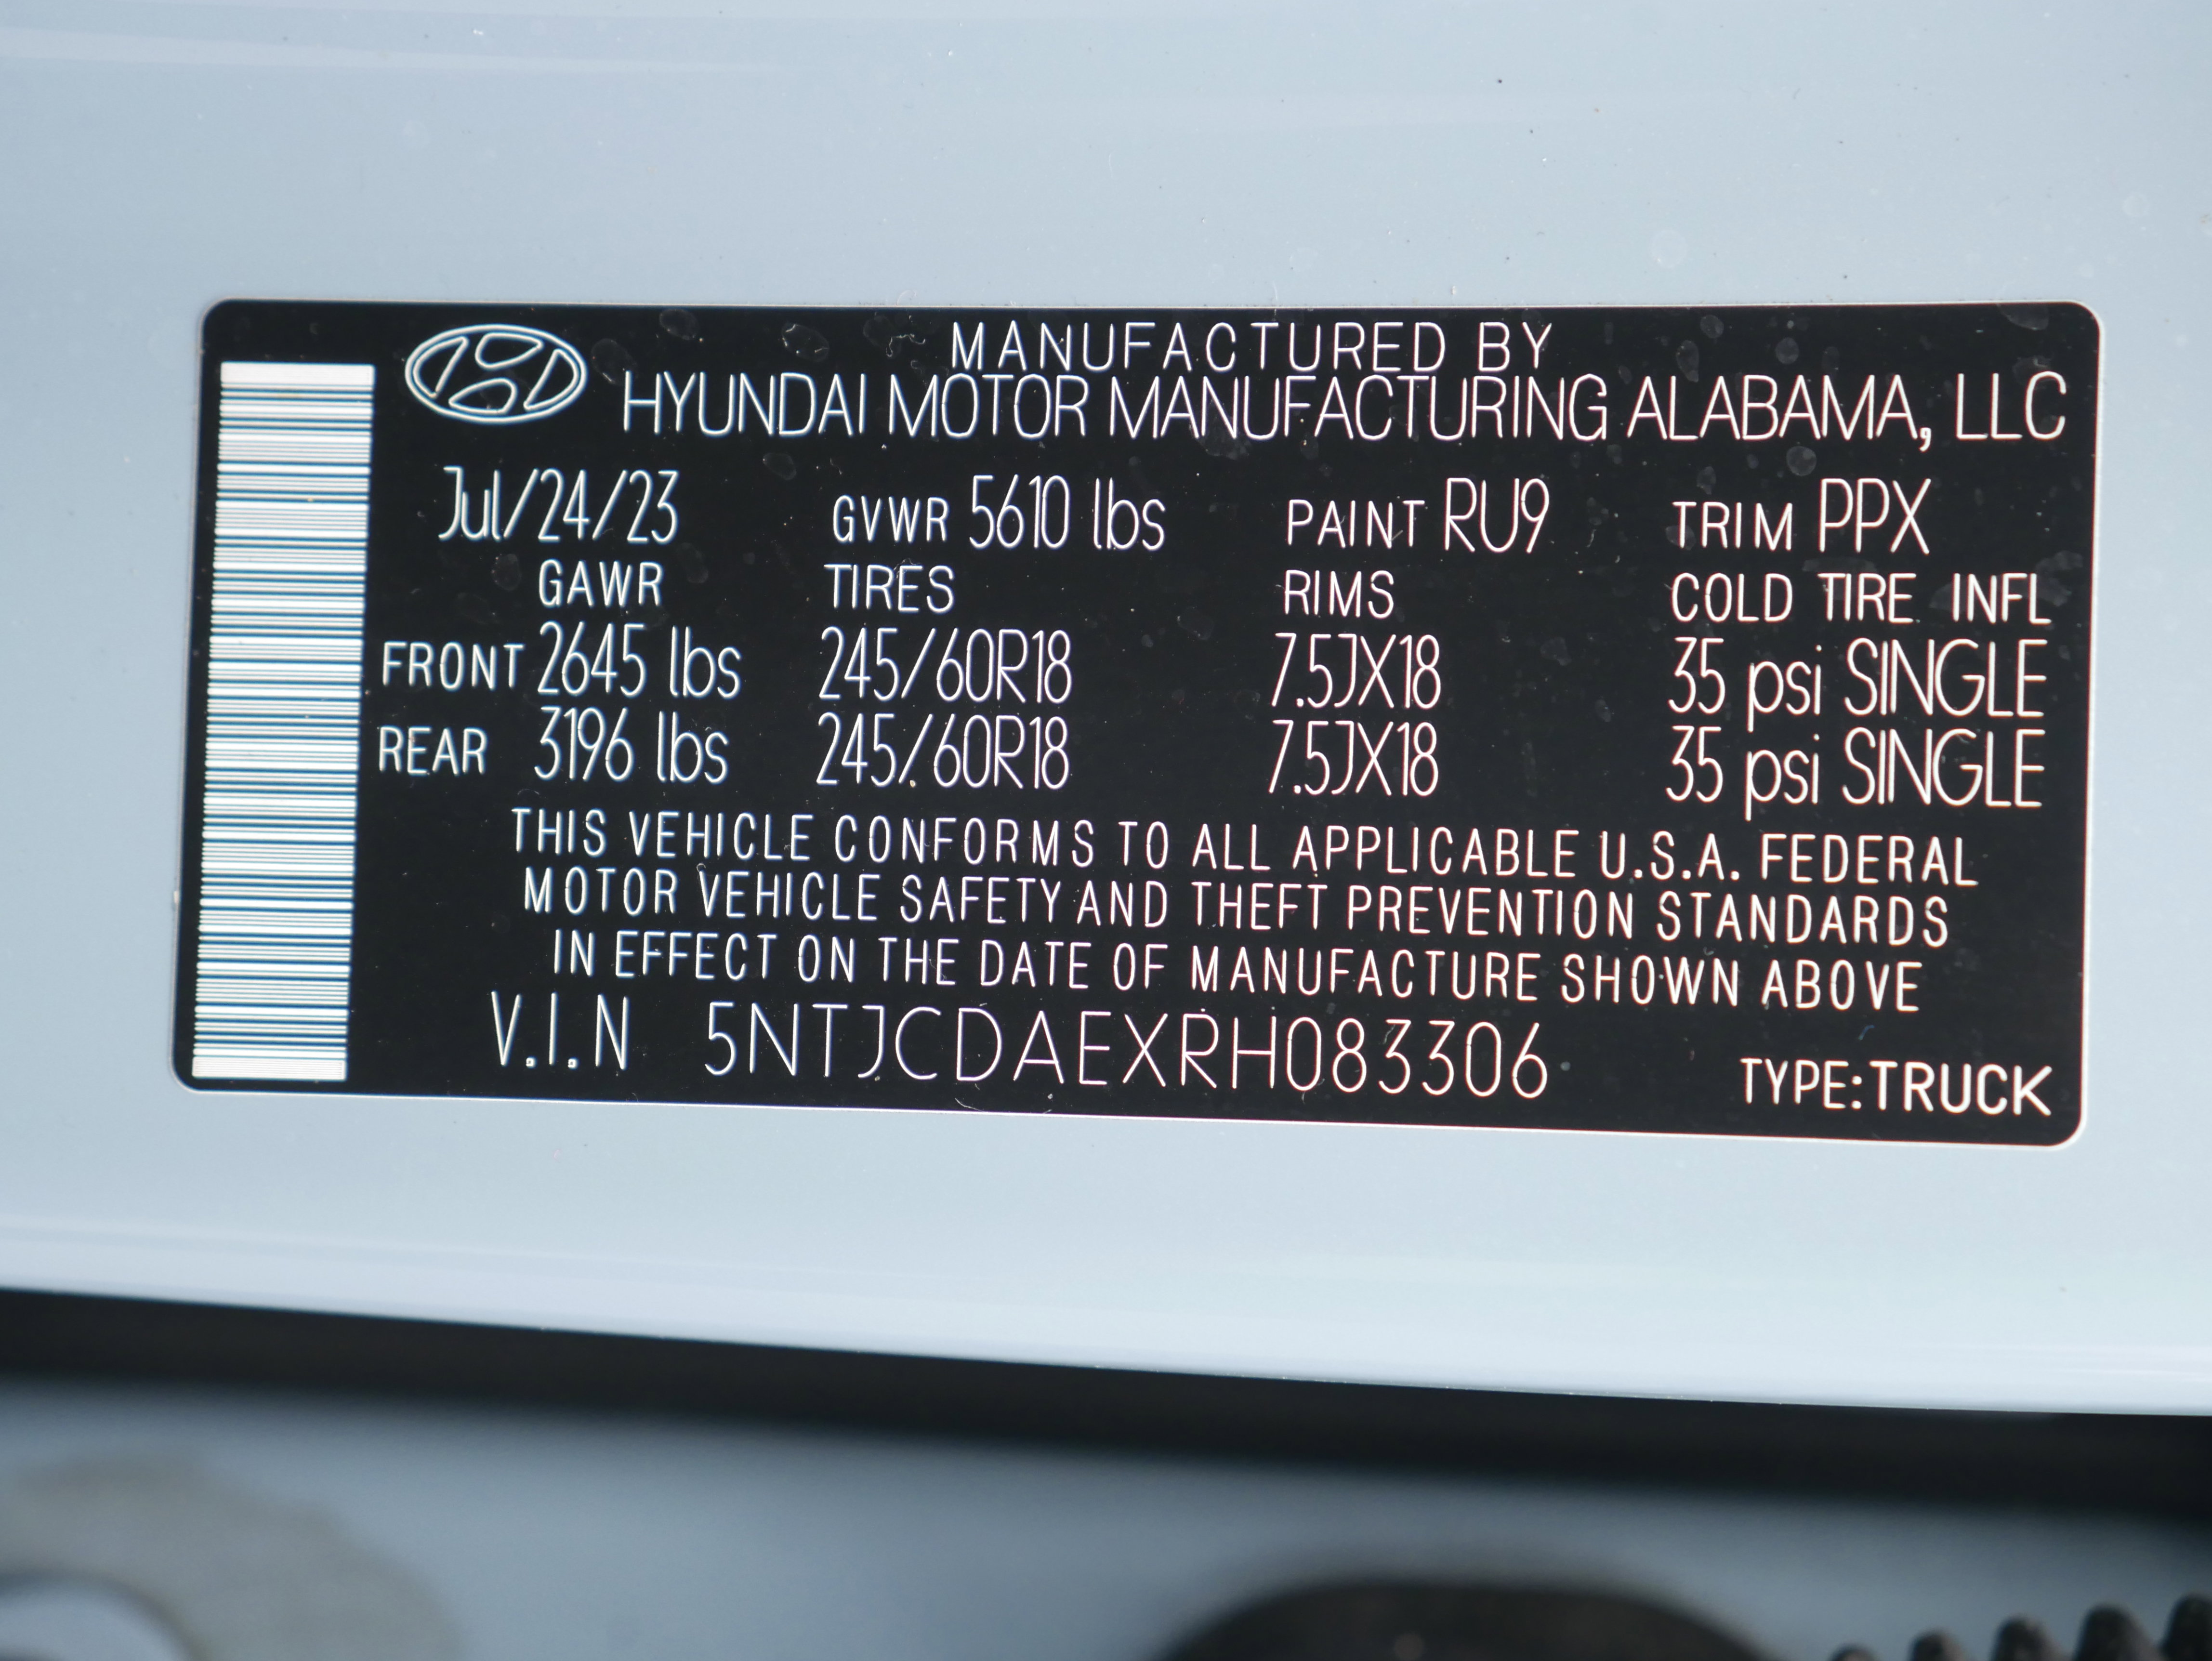 MANUFACTURED BY
HYUNDAI MOTOR MANUFACTURING ALABAMA, LLC
Jul/24/23 GVWR 5610 lbs PAINT RU9 TRIM PPX
GAWR TIRES RIMS COLD TIRE INFL
FRONT 2645 lbs 245/60R18 7.5JX18 35 psi SINGLE
REAR 3196 lbs 245/60R18 7.5JX18 35 psi SINGLE
THIS VEHICLE CONFORMS TO ALL APPLICABLE U.S.A. FEDERAL
MOTOR VEHICLE SAFETY AND THEFT PREVENTION STANDARDS
IN EFFECT ON THE DATE OF MANUFACTURE SHOWN ABOVE
V.I.N 5NTJCDAEXRH083306
TYPE:TRUCK